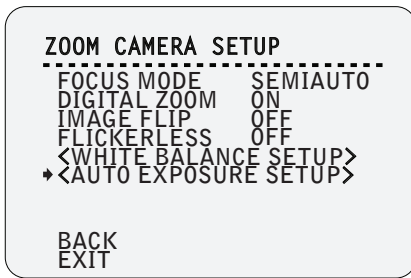 ZOOM CAMERA SETUP
FOCUS MODE SEMIAUTO
DIGITAL ZOOM ON
IMAGE FLIP OFF
FLICKERLESS OFF
<WHITE BALANCE SETUP>
<AUTO EXPOSURE SETUP>
BACK
EXIT